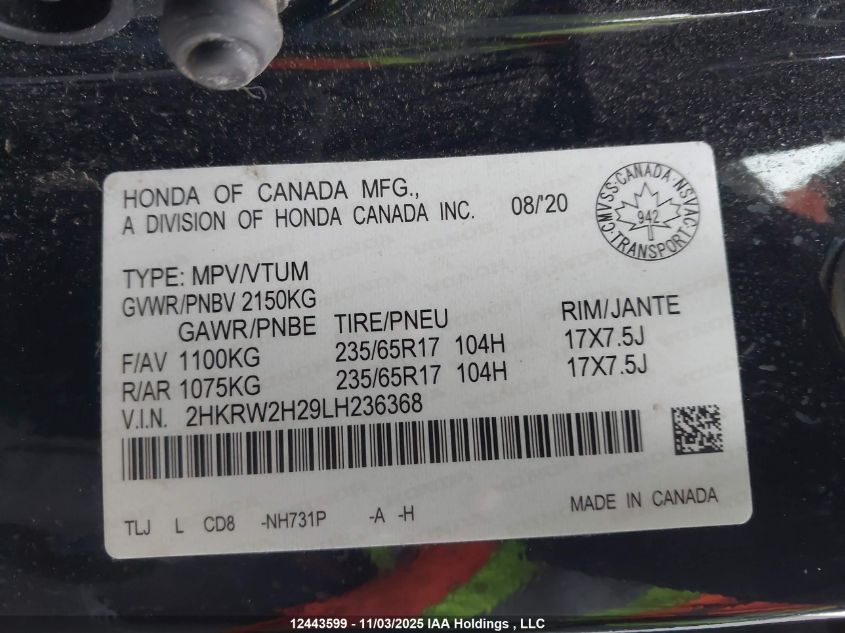 HONDA OF CANADA MFG.,
A DIVISION OF HONDA CANADA INC. 08/'20
CMVSS·CANADA·NSVAC·TRANSPORT·
942
TYPE: MPV/VTUM
GVWR/PNBV 2150KG
GAWR/PNBE TIRE/PNEU RIM/JANTE
F/AV 1100KG 235/65R17 104H 17X7.5J
R/AR 1075KG 235/65R17 104H 17X7.5J
V.I.N. 2HKRW2H29LH236368
TLJ L CD8 -NH731P -A -H MADE IN CANADA
12443599 - 11/03/2025 IAA Holdings , LLC